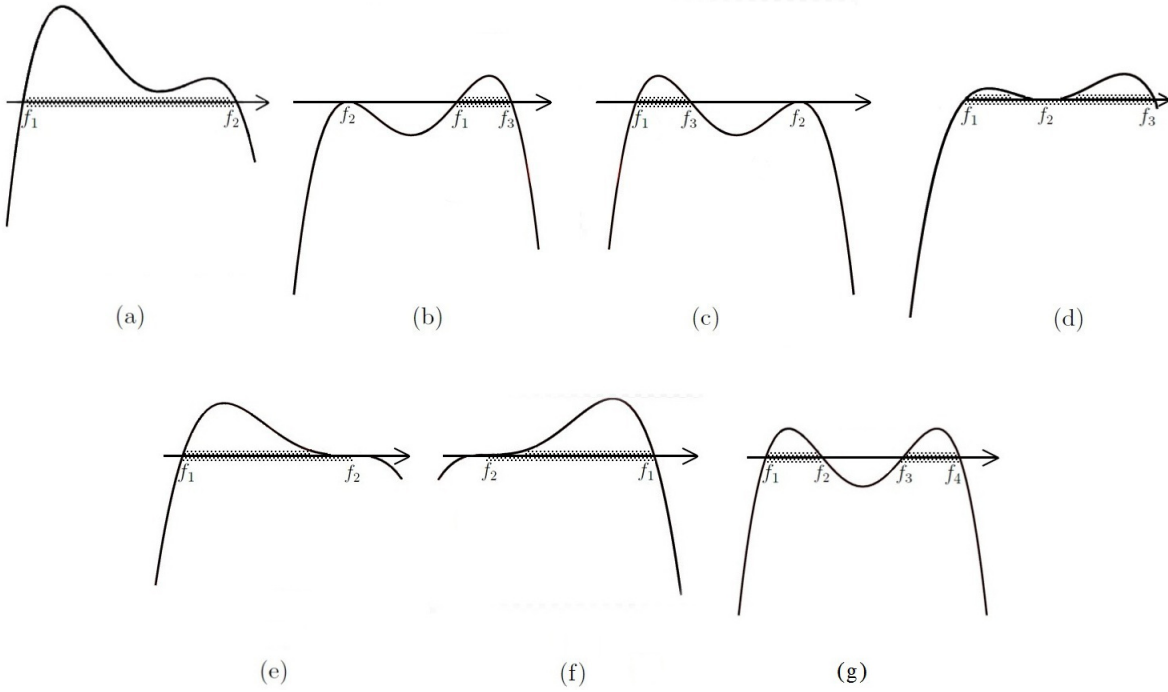 f₁ f₂
f₂ f₁ f₃
f₁ f₃ f₂
f₁ f₂ f₃
(a) (b) (c) (d)
f₁ f₂
f₂ f₁
f₁ f₂ f₃ f₄
(e) (f) (g)